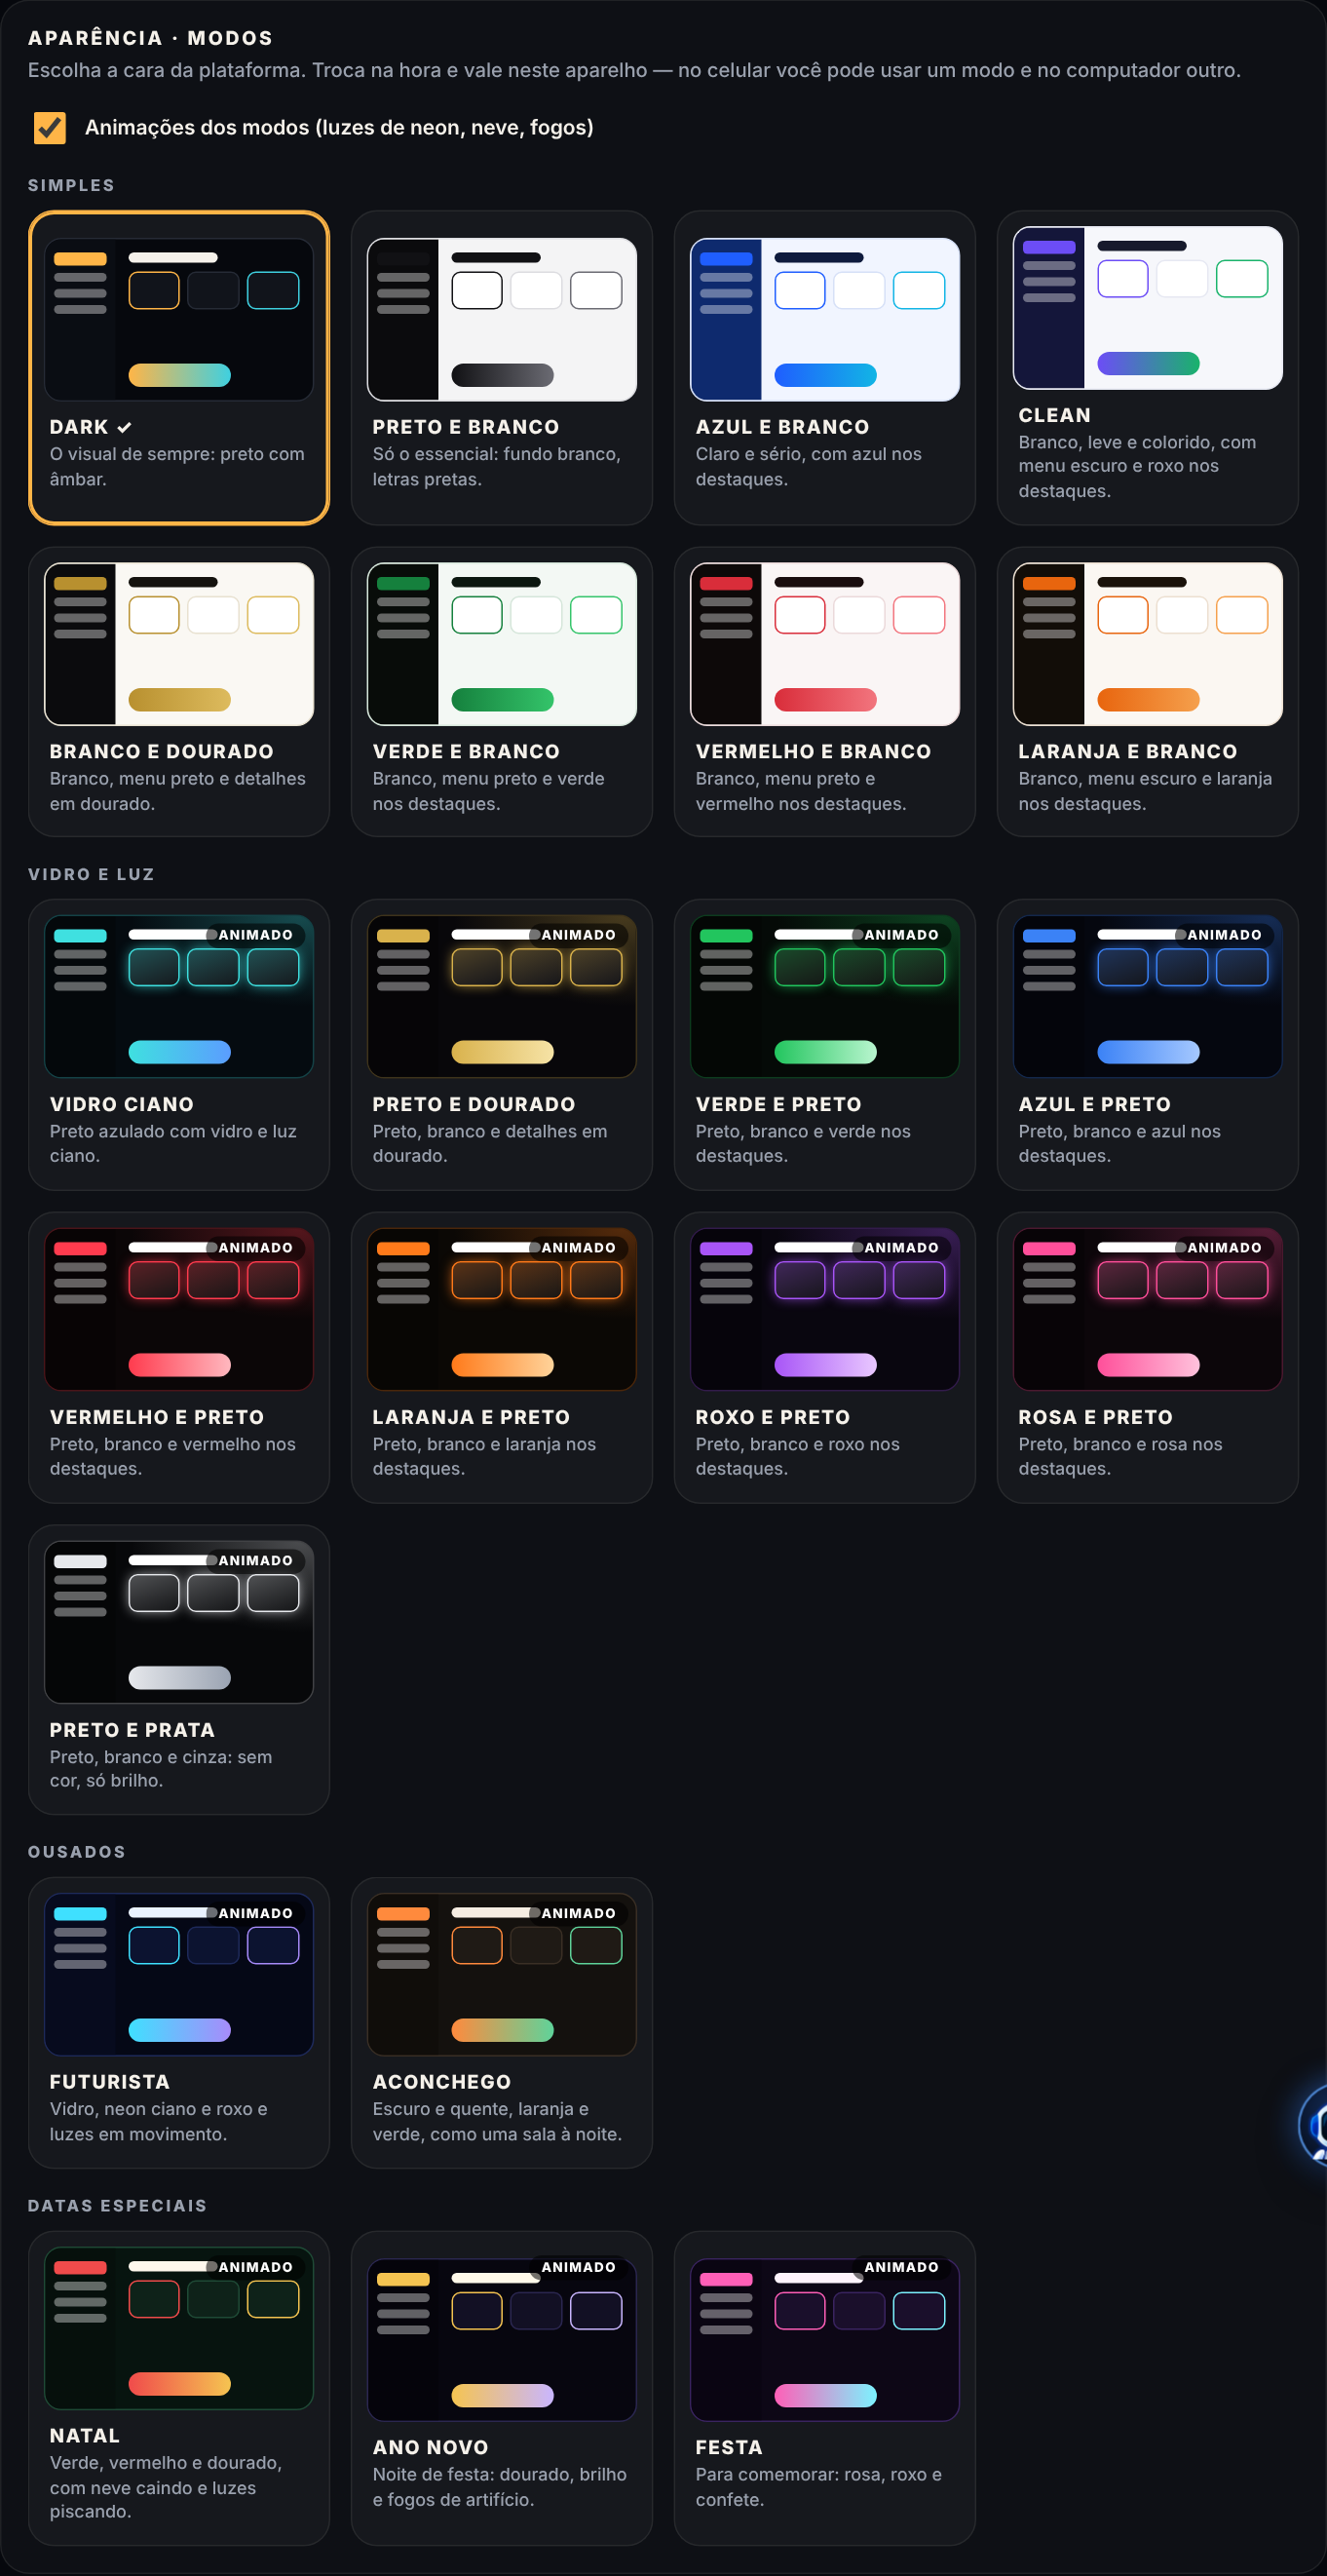 APARÊNCIA · MODOS
Escolha a cara da plataforma. Troca na hora e vale neste aparelho — no celular você pode usar um modo e no computador outro.
Animações dos modos (luzes de neon, neve, fogos)
SIMPLES
DARK ✓
O visual de sempre: preto com
âmbar.
PRETO E BRANCO
Só o essencial: fundo branco,
letras pretas.
AZUL E BRANCO
Claro e sério, com azul nos
destaques.
CLEAN
Branco, leve e colorido, com
menu escuro e roxo nos
destaques.
BRANCO E DOURADO
Branco, menu preto e detalhes
em dourado.
VERDE E BRANCO
Branco, menu preto e verde
nos destaques.
VERMELHO E BRANCO
Branco, menu preto e
vermelho nos destaques.
LARANJA E BRANCO
Branco, menu escuro e laranja
nos destaques.
VIDRO E LUZ
ANIMADO
VIDRO CIANO
Preto azulado com vidro e luz
ciano.
ANIMADO
PRETO E DOURADO
Preto, branco e detalhes em
dourado.
ANIMADO
VERDE E PRETO
Preto, branco e verde nos
destaques.
ANIMADO
AZUL E PRETO
Preto, branco e azul nos
destaques.
ANIMADO
VERMELHO E PRETO
Preto, branco e vermelho nos
destaques.
ANIMADO
LARANJA E PRETO
Preto, branco e laranja nos
destaques.
ANIMADO
ROXO E PRETO
Preto, branco e roxo nos
destaques.
ANIMADO
ROSA E PRETO
Preto, branco e rosa nos
destaques.
ANIMADO
PRETO E PRATA
Preto, branco e cinza: sem
cor, só brilho.
OUSADOS
ANIMADO
FUTURISTA
Vidro, neon ciano e roxo e
luzes em movimento.
ANIMADO
ACONCHEGO
Escuro e quente, laranja e
verde, como uma sala à noite.
DATAS ESPECIAIS
ANIMADO
NATAL
Verde, vermelho e dourado,
com neve caindo e luzes
piscando.
ANIMADO
ANO NOVO
Noite de festa: dourado, brilho
e fogos de artifício.
ANIMADO
FESTA
Para comemorar: rosa, roxo e
confete.